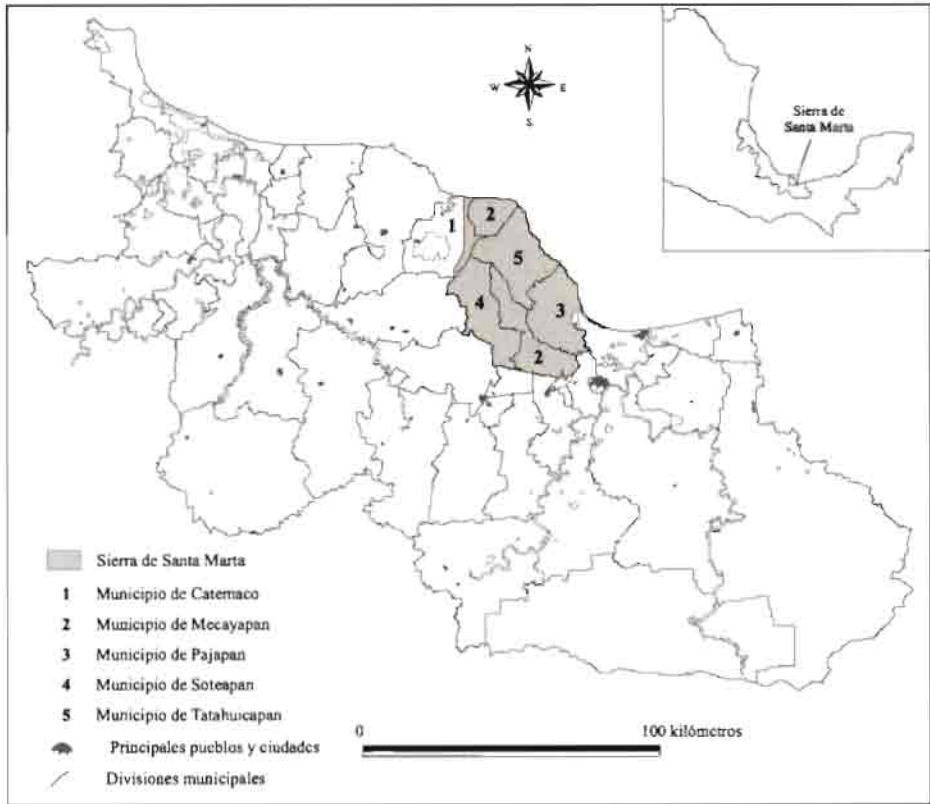 N
W E
S
Sierra de
Santa Marta
1
2
5
4
3
2
Sierra de Santa Marta
1 Municipio de Catemaco
2 Municipio de Mecayapan
3 Municipio de Pajapan
4 Municipio de Soteapan
5 Municipio de Tatahuicapan
Principales pueblos y ciudades
Divisiones municipales
0 100 kilómetros